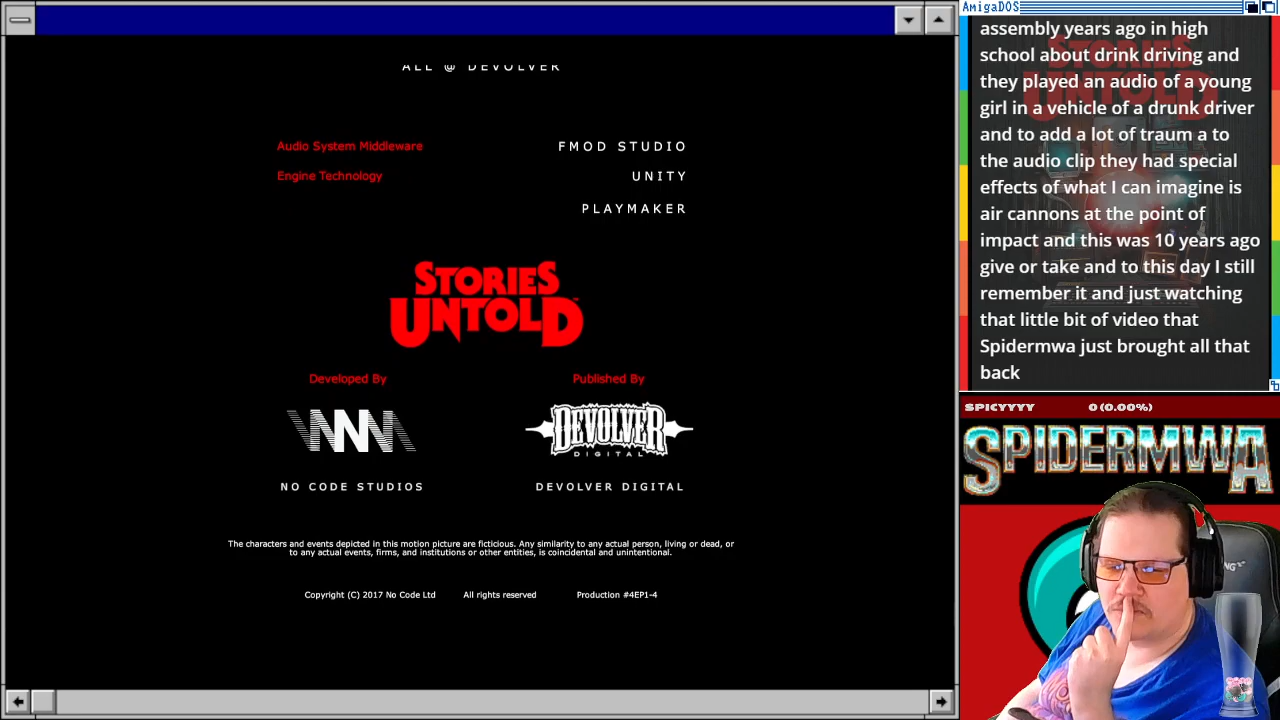 AmigaDOS
ALL @ DEVOLVER
Audio System Middleware
FMOD STUDIO
Engine Technology
UNITY
PLAYMAKER
STORIES
UNTOLD
Developed By
Published By
DEVOLVER
DIGITAL
NO CODE STUDIOS
DEVOLVER DIGITAL
The characters and events depicted in this motion picture are ficticious. Any similarity to any actual person, living or dead, or
to any actual events, firms, and institutions or other entities, is coincidental and unintentional.
Copyright (C) 2017 No Code Ltd
All rights reserved
Production #4EP1-4
assembly years ago in high
school about drink driving and
they played an audio of a young
girl in a vehicle of a drunk driver
and to add a lot of traum a to
the audio clip they had special
effects of what I can imagine is
air cannons at the point of
impact and this was 10 years ago
give or take and to this day I still
remember it and just watching
that little bit of video that
Spidermwa just brought all that
back
SPICYYYY
0 (0.00%)
SPIDERMWA